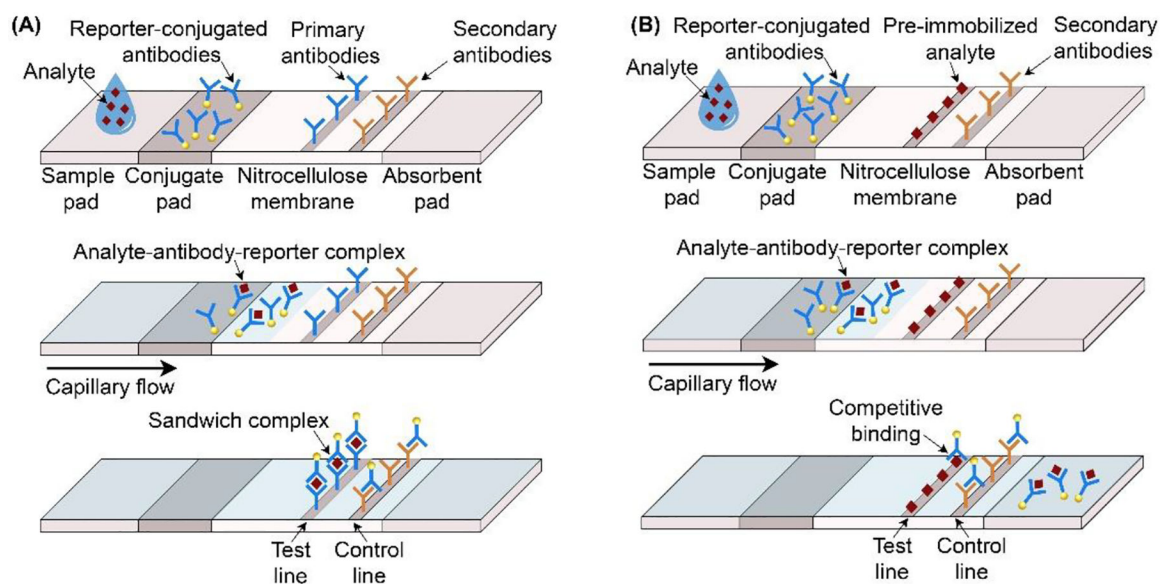 (A)
Reporter-conjugated
antibodies
Primary
antibodies
Secondary
antibodies
Analyte
Sample
pad
Conjugate
pad
Nitrocellulose
membrane
Absorbent
pad
Analyte-antibody-reporter complex
Capillary flow
Sandwich complex
Test
line
Control
line
(B)
Reporter-conjugated
antibodies
Pre-immobilized
analyte
Secondary
antibodies
Analyte
Sample
pad
Conjugate
pad
Nitrocellulose
membrane
Absorbent
pad
Analyte-antibody-reporter complex
Capillary flow
Competitive
binding
Test
line
Control
line